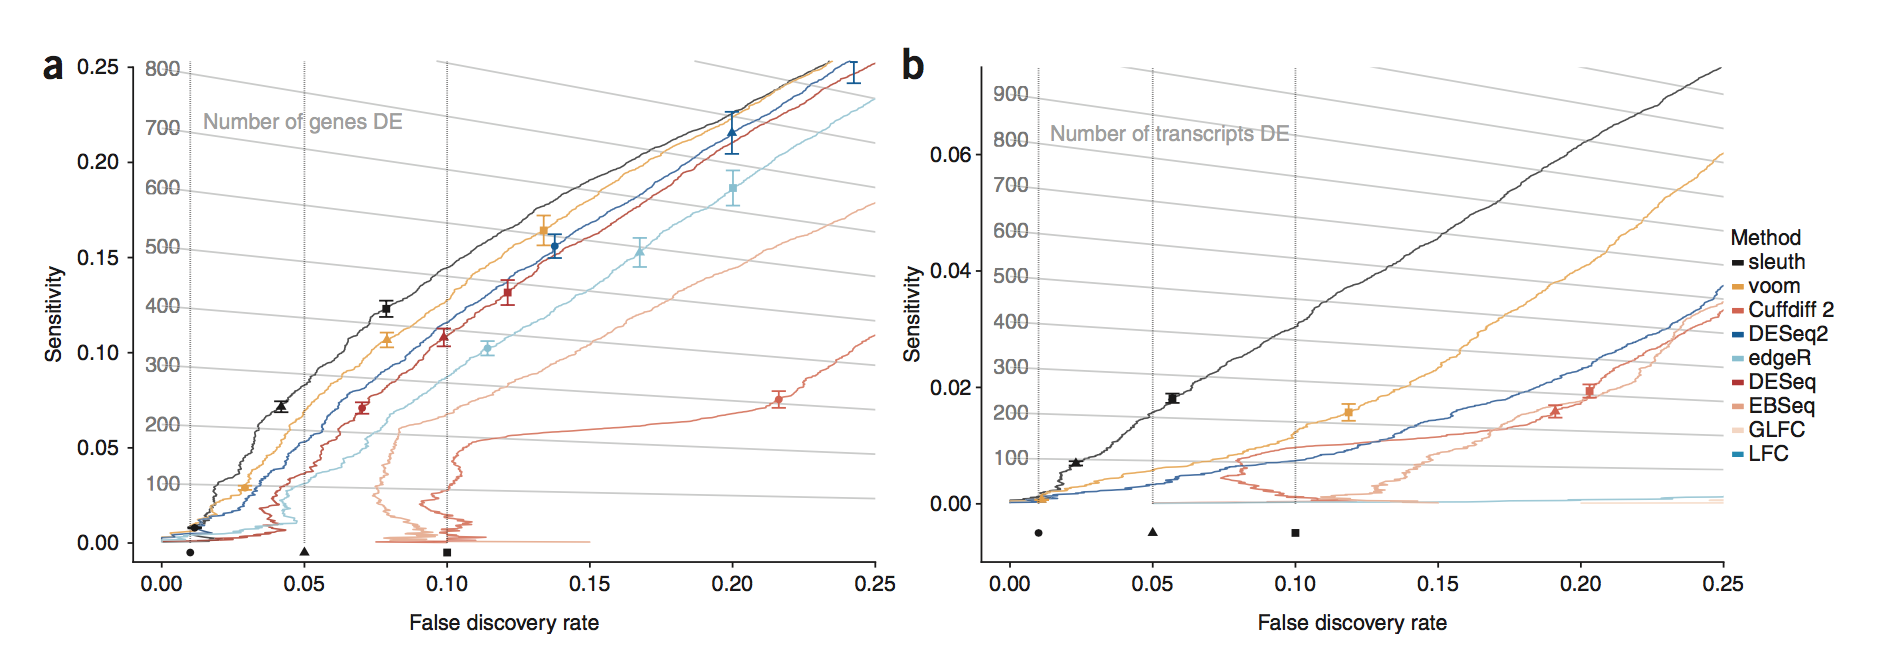 a
Sensitivity
0.25
0.20
0.15
0.10
0.05
0.00
800
700
600
500
400
300
200
100
Number of genes DE
0.00 0.05 0.10 0.15 0.20 0.25
False discovery rate
b
Sensitivity
0.06
0.04
0.02
0.00
900
800
700
600
500
400
300
200
100
Number of transcripts DE
0.00 0.05 0.10 0.15 0.20 0.25
False discovery rate
Method
sleuth
voom
Cuffdiff 2
DESeq2
edgeR
DESeq
EBSeq
GLFC
LFC